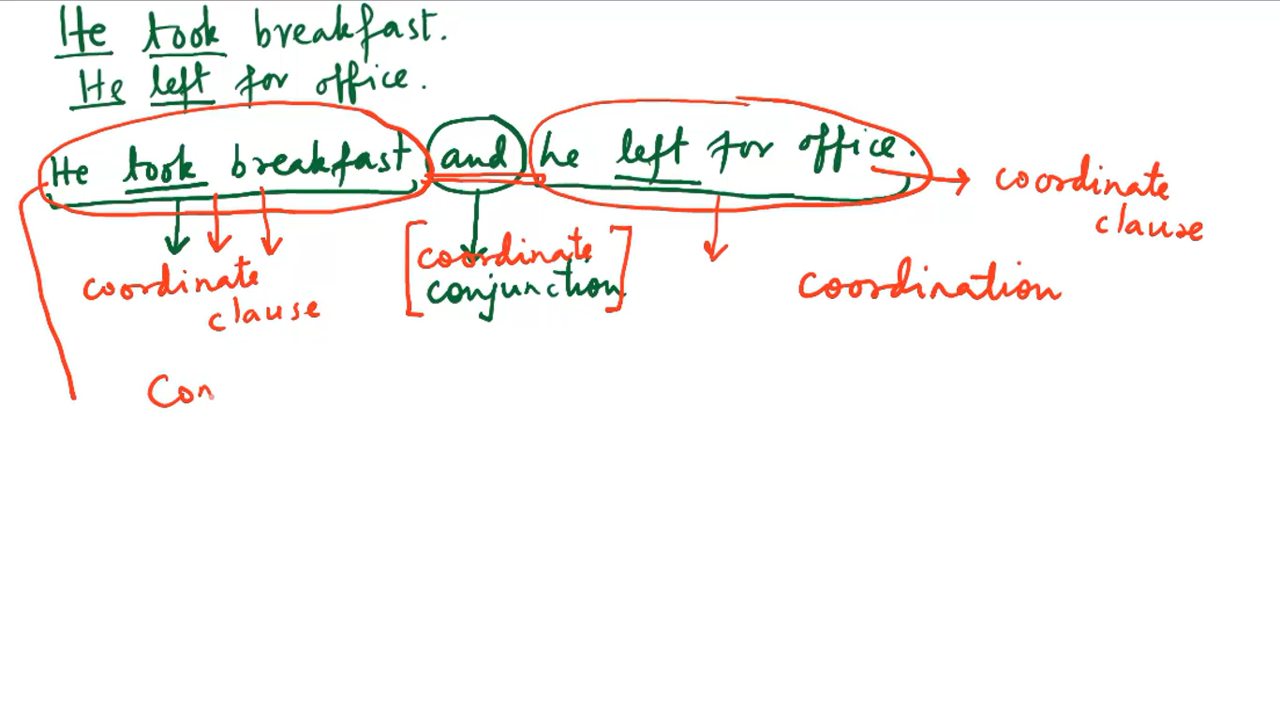 He took breakfast.
He left for office.
He took breakfast and he left for office.
coordinate
clause
coordinate
clause
coordinate
conjunction
coordination
Con